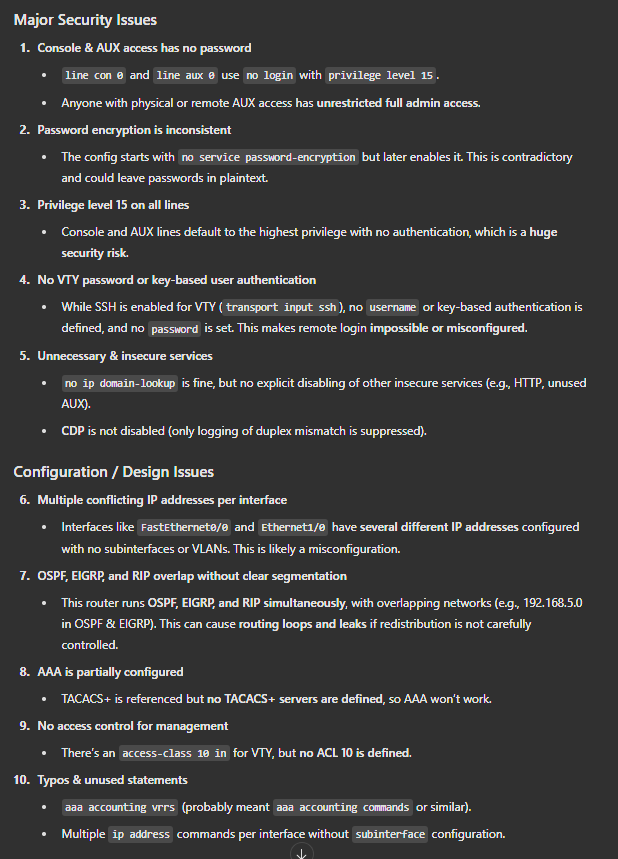 Major Security Issues
1. Console & AUX access has no password
• line con 0 and line aux 0 use no login with privilege level 15.
• Anyone with physical or remote AUX access has unrestricted full admin access.
2. Password encryption is inconsistent
• The config starts with no service password-encryption but later enables it. This is contradictory
and could leave passwords in plaintext.
3. Privilege level 15 on all lines
• Console and AUX lines default to the highest privilege with no authentication, which is a huge
security risk.
4. No VTY password or key-based user authentication
• While SSH is enabled for VTY (transport input ssh), no username or key-based authentication is
defined, and no password is set. This makes remote login impossible or misconfigured.
5. Unnecessary & insecure services
• no ip domain-lookup is fine, but no explicit disabling of other insecure services (e.g., HTTP, unused
AUX).
• CDP is not disabled (only logging of duplex mismatch is suppressed).
Configuration / Design Issues
6. Multiple conflicting IP addresses per interface
• Interfaces like FastEthernet0/0 and Ethernet1/0 have several different IP addresses configured
with no subinterfaces or VLANs. This is likely a misconfiguration.
7. OSPF, EIGRP, and RIP overlap without clear segmentation
• This router runs OSPF, EIGRP, and RIP simultaneously, with overlapping networks (e.g., 192.168.5.0
in OSPF & EIGRP). This can cause routing loops and leaks if redistribution is not carefully
controlled.
8. AAA is partially configured
• TACACS+ is referenced but no TACACS+ servers are defined, so AAA won't work.
9. No access control for management
• There's an access-class 10 in for VTY, but no ACL 10 is defined.
10. Typos & unused statements
• aaa accounting vrrs (probably meant aaa accounting commands or similar).
• Multiple ip address commands per interface without subinterface configuration.